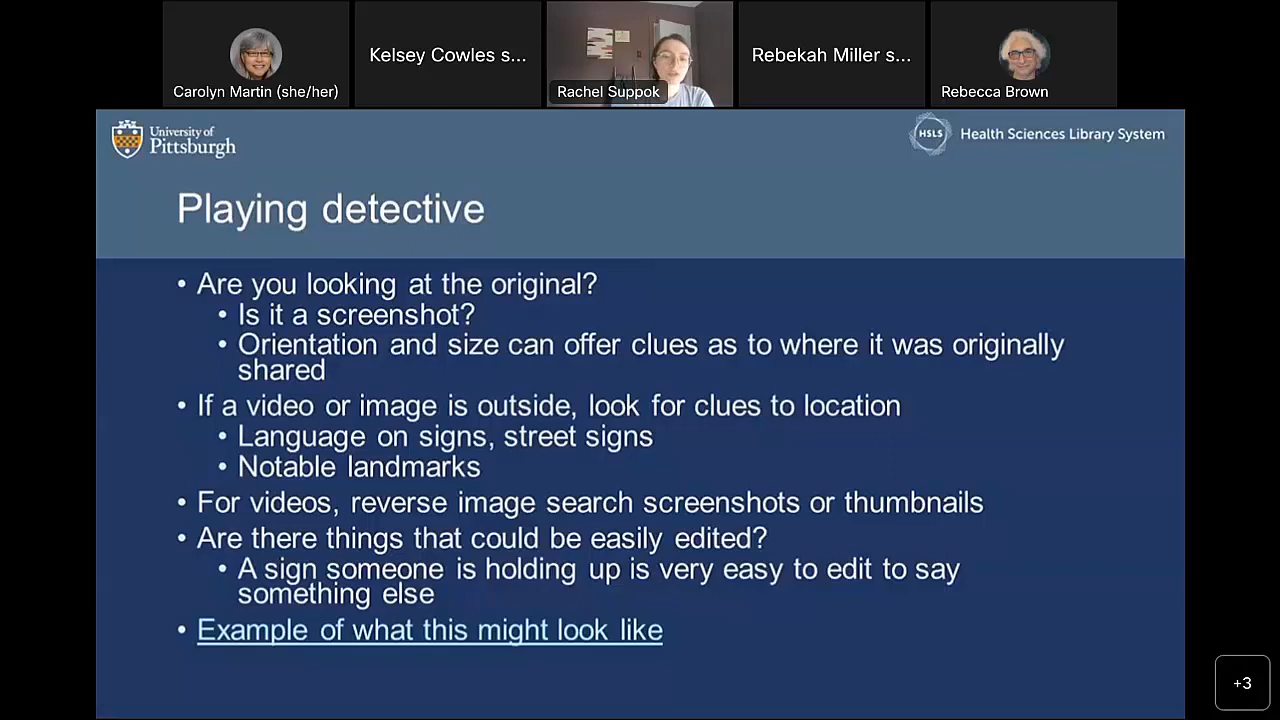 Carolyn Martin (she/her)
Kelsey Cowles s...
Rachel Suppok
Rebekah Miller s...
Rebecca Brown
University of
Pittsburgh
HSLS
Health Sciences Library System
Playing detective
• Are you looking at the original?
• Is it a screenshot?
• Orientation and size can offer clues as to where it was originally
shared
• If a video or image is outside, look for clues to location
• Language on signs, street signs
• Notable landmarks
• For videos, reverse image search screenshots or thumbnails
• Are there things that could be easily edited?
• A sign someone is holding up is very easy to edit to say
something else
• Example of what this might look like
+3